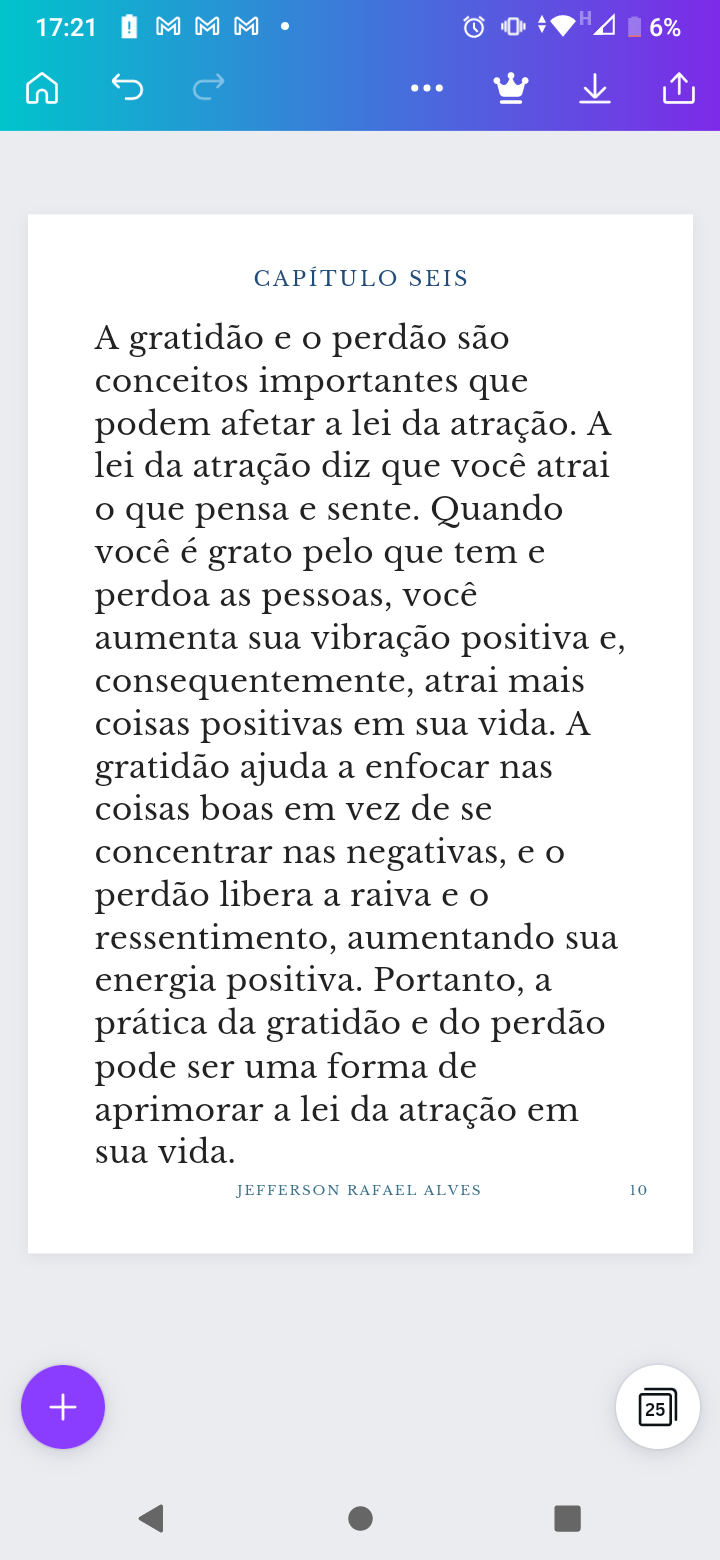 17:21
H
6%
CAPÍTULO SEIS
A gratidão e o perdão são
conceitos importantes que
podem afetar a lei da atração. A
lei da atração diz que você atrai
o que pensa e sente. Quando
você é grato pelo que tem e
perdoa as pessoas, você
aumenta sua vibração positiva e,
consequentemente, atrai mais
coisas positivas em sua vida. A
gratidão ajuda a enfocar nas
coisas boas em vez de se
concentrar nas negativas, e o
perdão libera a raiva e o
ressentimento, aumentando sua
energia positiva. Portanto, a
prática da gratidão e do perdão
pode ser uma forma de
aprimorar a lei da atração em
sua vida.
JEFFERSON RAFAEL ALVES 10
25